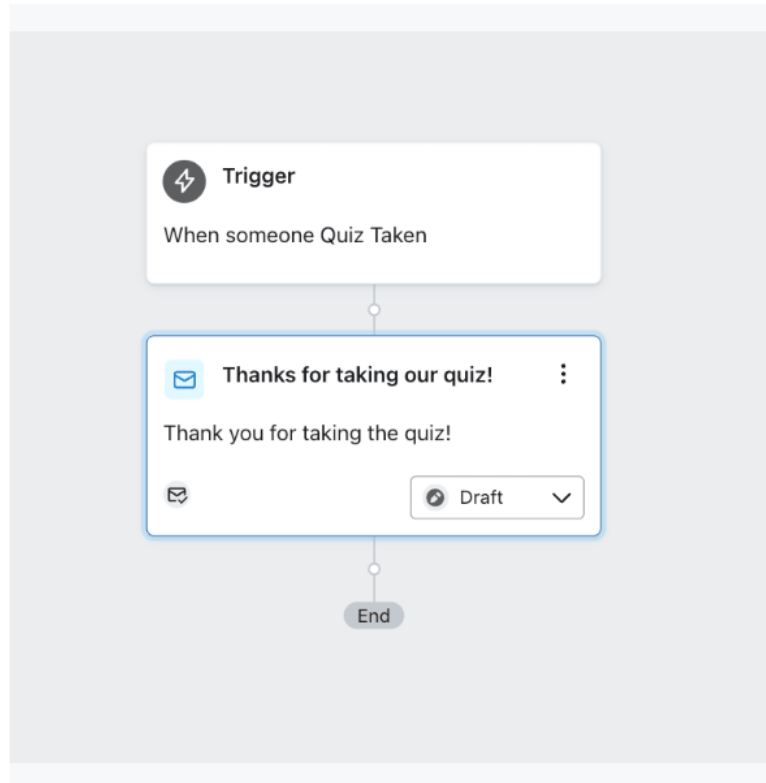 Trigger
When someone Quiz Taken
Thanks for taking our quiz!
Thank you for taking the quiz!
Draft
End